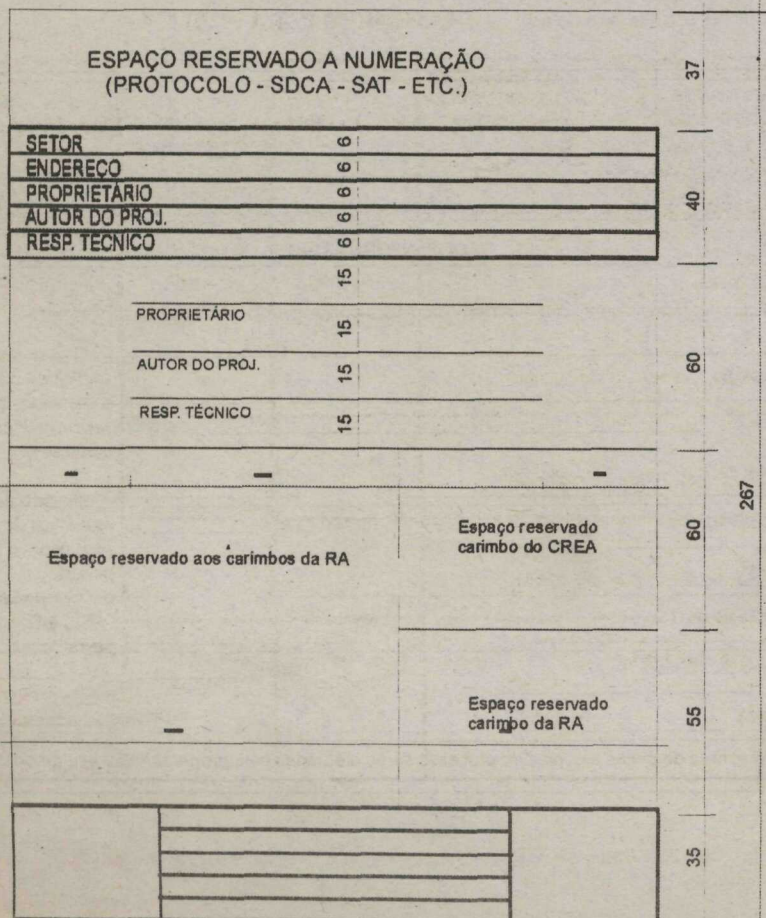 ESPAÇO RESERVADO A NUMERAÇÃO
(PROTOCOLO - SDCA - SAT - ETC.)
37
SETOR 6
ENDEREÇO 6
PROPRIETÁRIO 6
AUTOR DO PROJ. 6
RESP. TÉCNICO 6
40
15
PROPRIETÁRIO
15
AUTOR DO PROJ.
15
RESP. TÉCNICO
15
60
267
Espaço reservado aos carimbos da RA
Espaço reservado
carimbo do CREA
60
Espaço reservado
carimbo da RA
55
35